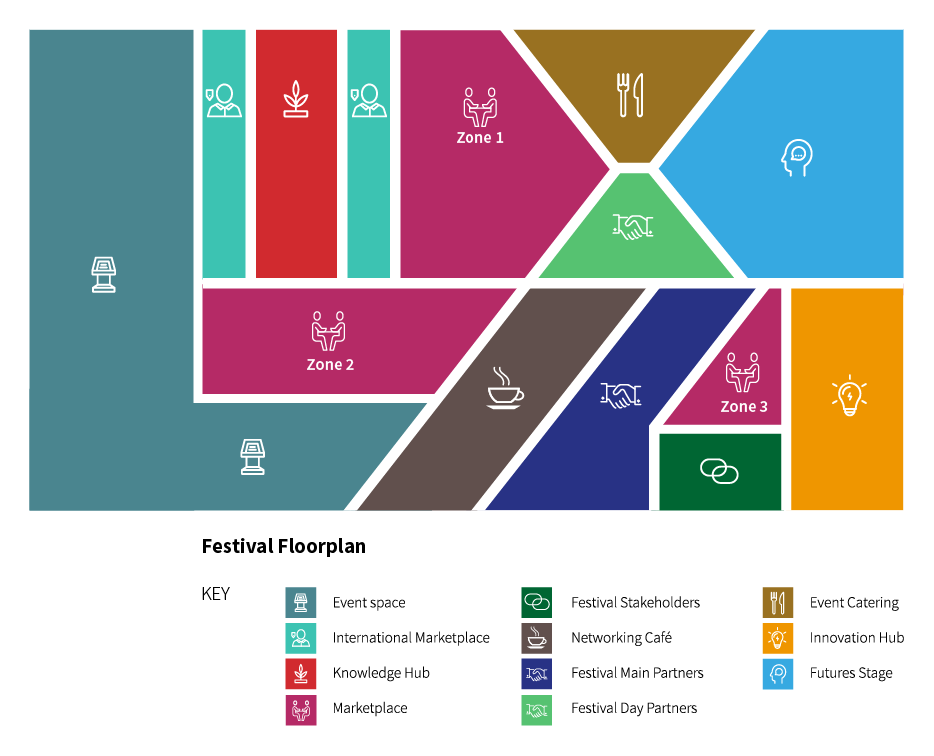 Zone 1
Zone 2
Zone 3
Festival Floorplan
KEY
Event space
International Marketplace
Knowledge Hub
Marketplace
Festival Stakeholders
Networking Café
Festival Main Partners
Festival Day Partners
Event Catering
Innovation Hub
Futures Stage